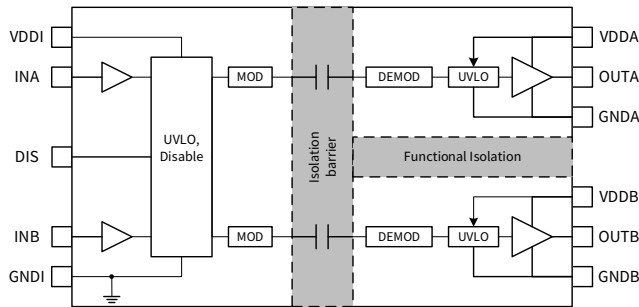 VDDI
VDDA
INA
MOD
DEMOD
UVLO
OUTA
GNDA
UVLO,
Disable
DIS
Isolation
barrier
Functional Isolation
VDDB
INB
MOD
DEMOD
UVLO
OUTB
GNDI
GNDB